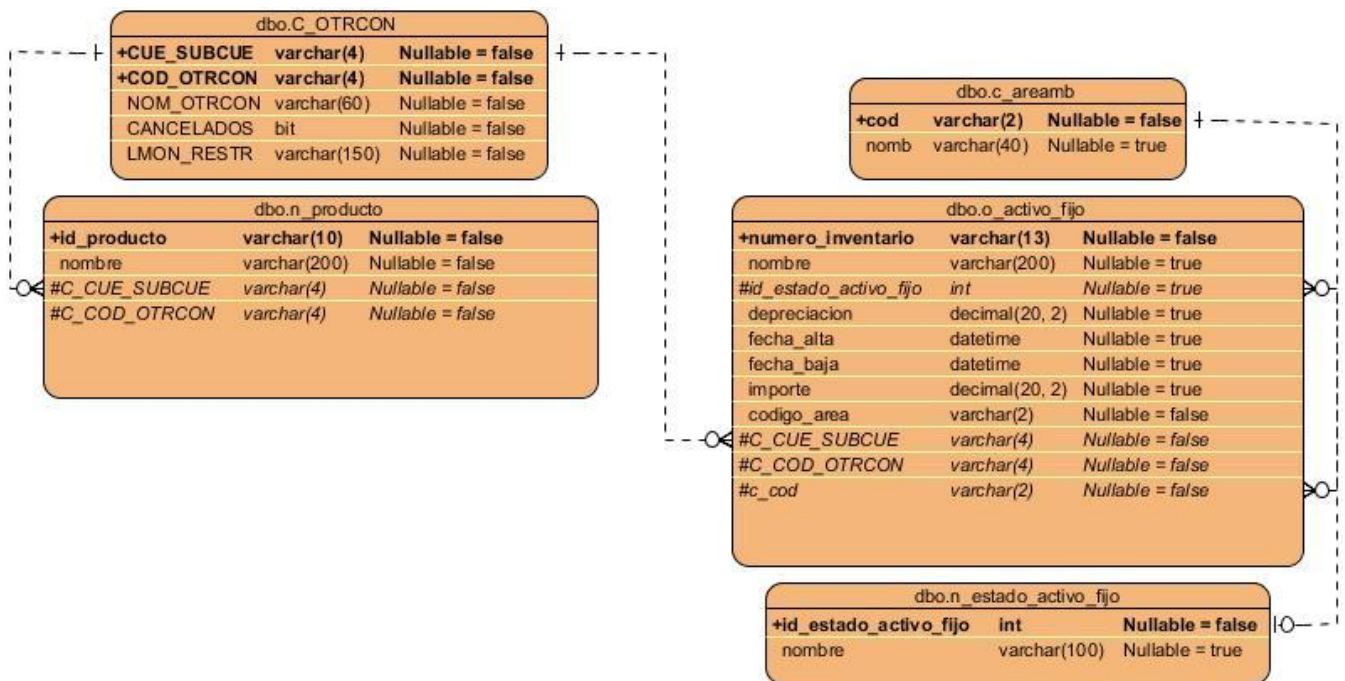 dbo.C_OTRCON
+CUE_SUBCUE varchar(4) Nullable = false
+COD_OTRCON varchar(4) Nullable = false
NOM_OTRCON varchar(60) Nullable = false
CANCELADOS bit Nullable = false
LMON_RESTR varchar(150) Nullable = false
dbo.n_producto
+id_producto varchar(10) Nullable = false
nombre varchar(200) Nullable = false
#C_CUE_SUBCUE varchar(4) Nullable = false
#C_COD_OTRCON varchar(4) Nullable = false
dbo.c_areamb
+cod varchar(2) Nullable = false
nomb varchar(40) Nullable = true
dbo.o_activo_fijo
+numero_inventario varchar(13) Nullable = false
nombre varchar(200) Nullable = true
#id_estado_activo_fijo int Nullable = true
depreciacion decimal(20, 2) Nullable = true
fecha_alta datetime Nullable = true
fecha_baja datetime Nullable = true
importe decimal(20, 2) Nullable = true
codigo_area varchar(2) Nullable = false
#C_CUE_SUBCUE varchar(4) Nullable = false
#C_COD_OTRCON varchar(4) Nullable = false
#c_cod varchar(2) Nullable = false
dbo.n_estado_activo_fijo
+id_estado_activo_fijo int Nullable = false
nombre varchar(100) Nullable = true